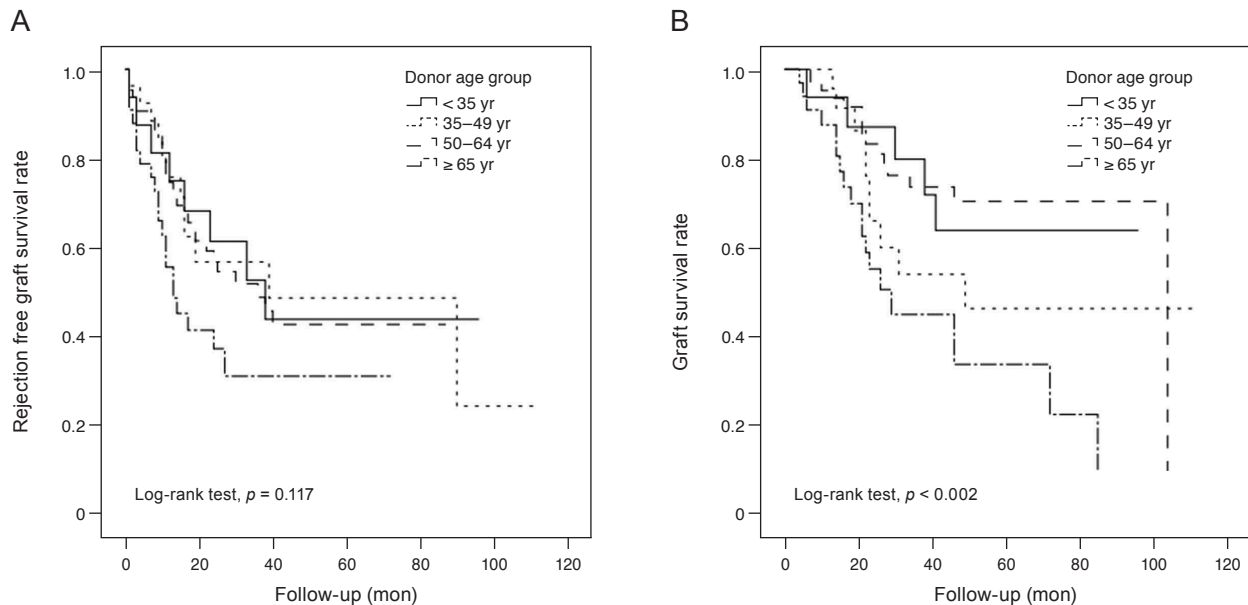 A
Rejection free graft survival rate
1.0
0.8
0.6
0.4
0.2
0
Donor age group
< 35 yr
35–49 yr
50–64 yr
≥ 65 yr
Log-rank test, p = 0.117
0 20 40 60 80 100 120
Follow-up (mon)
B
Graft survival rate
1.0
0.8
0.6
0.4
0.2
0
Donor age group
< 35 yr
35–49 yr
50–64 yr
≥ 65 yr
Log-rank test, p < 0.002
0 20 40 60 80 100 120
Follow-up (mon)